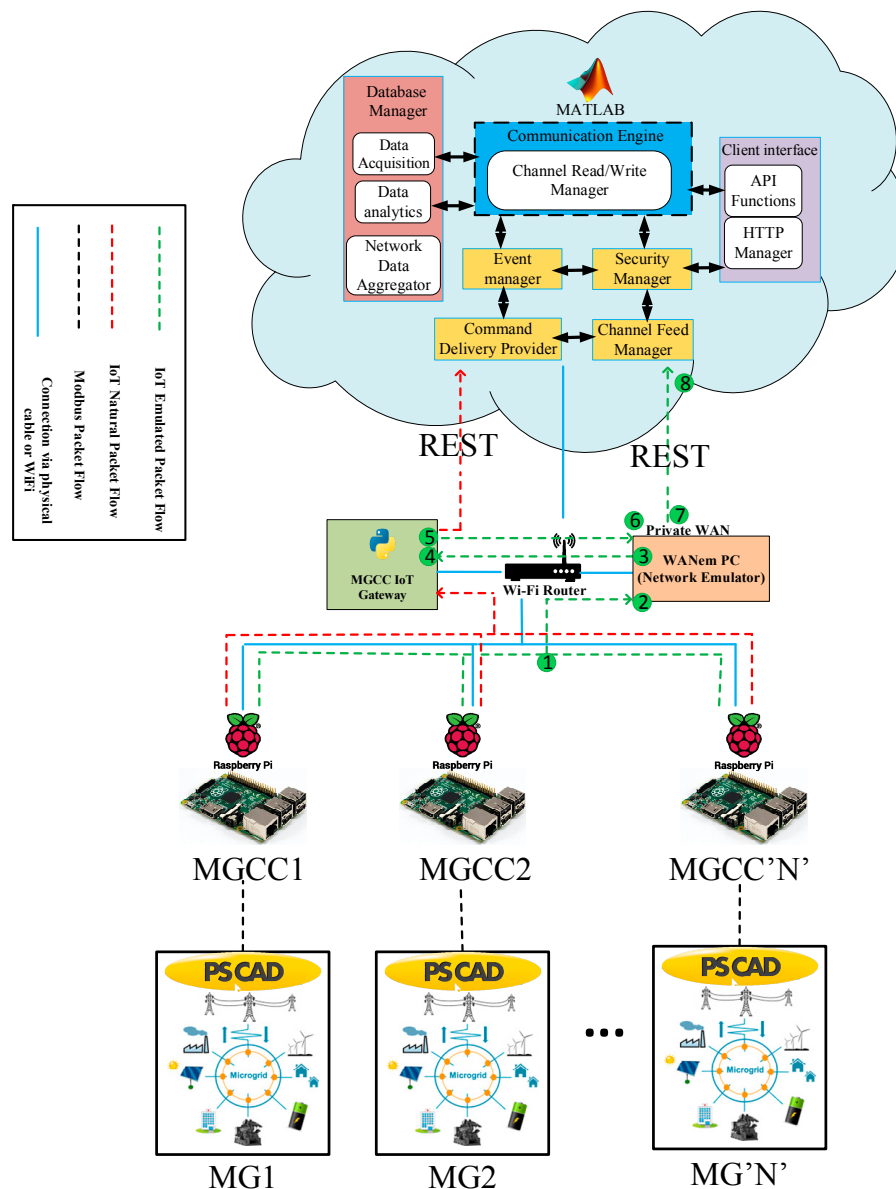 MATLAB
Database
Manager
Data
Acquisition
Data
analytics
Network
Data
Aggregator
Communication Engine
Channel Read/Write
Manager
Client interface
API
Functions
HTTP
Manager
Event
manager
Security
Manager
Command
Delivery Provider
Channel Feed
Manager
8
REST
REST
IoT Emulated Packet Flow
IoT Natural Packet Flow
Modbus Packet Flow
Connection via physical
cable or WiFi
5
4
MGCC IoT
Gateway
Wi-Fi Router
6
7
Private WAN
3
WANem PC
(Network Emulator)
2
1
Raspberry Pi
Raspberry Pi
Raspberry Pi
MGCC1
MGCC2
MGCC’N’
PSCAD
Microgrid
PSCAD
Microgrid
PSCAD
Microgrid
MG1
MG2
MG’N’